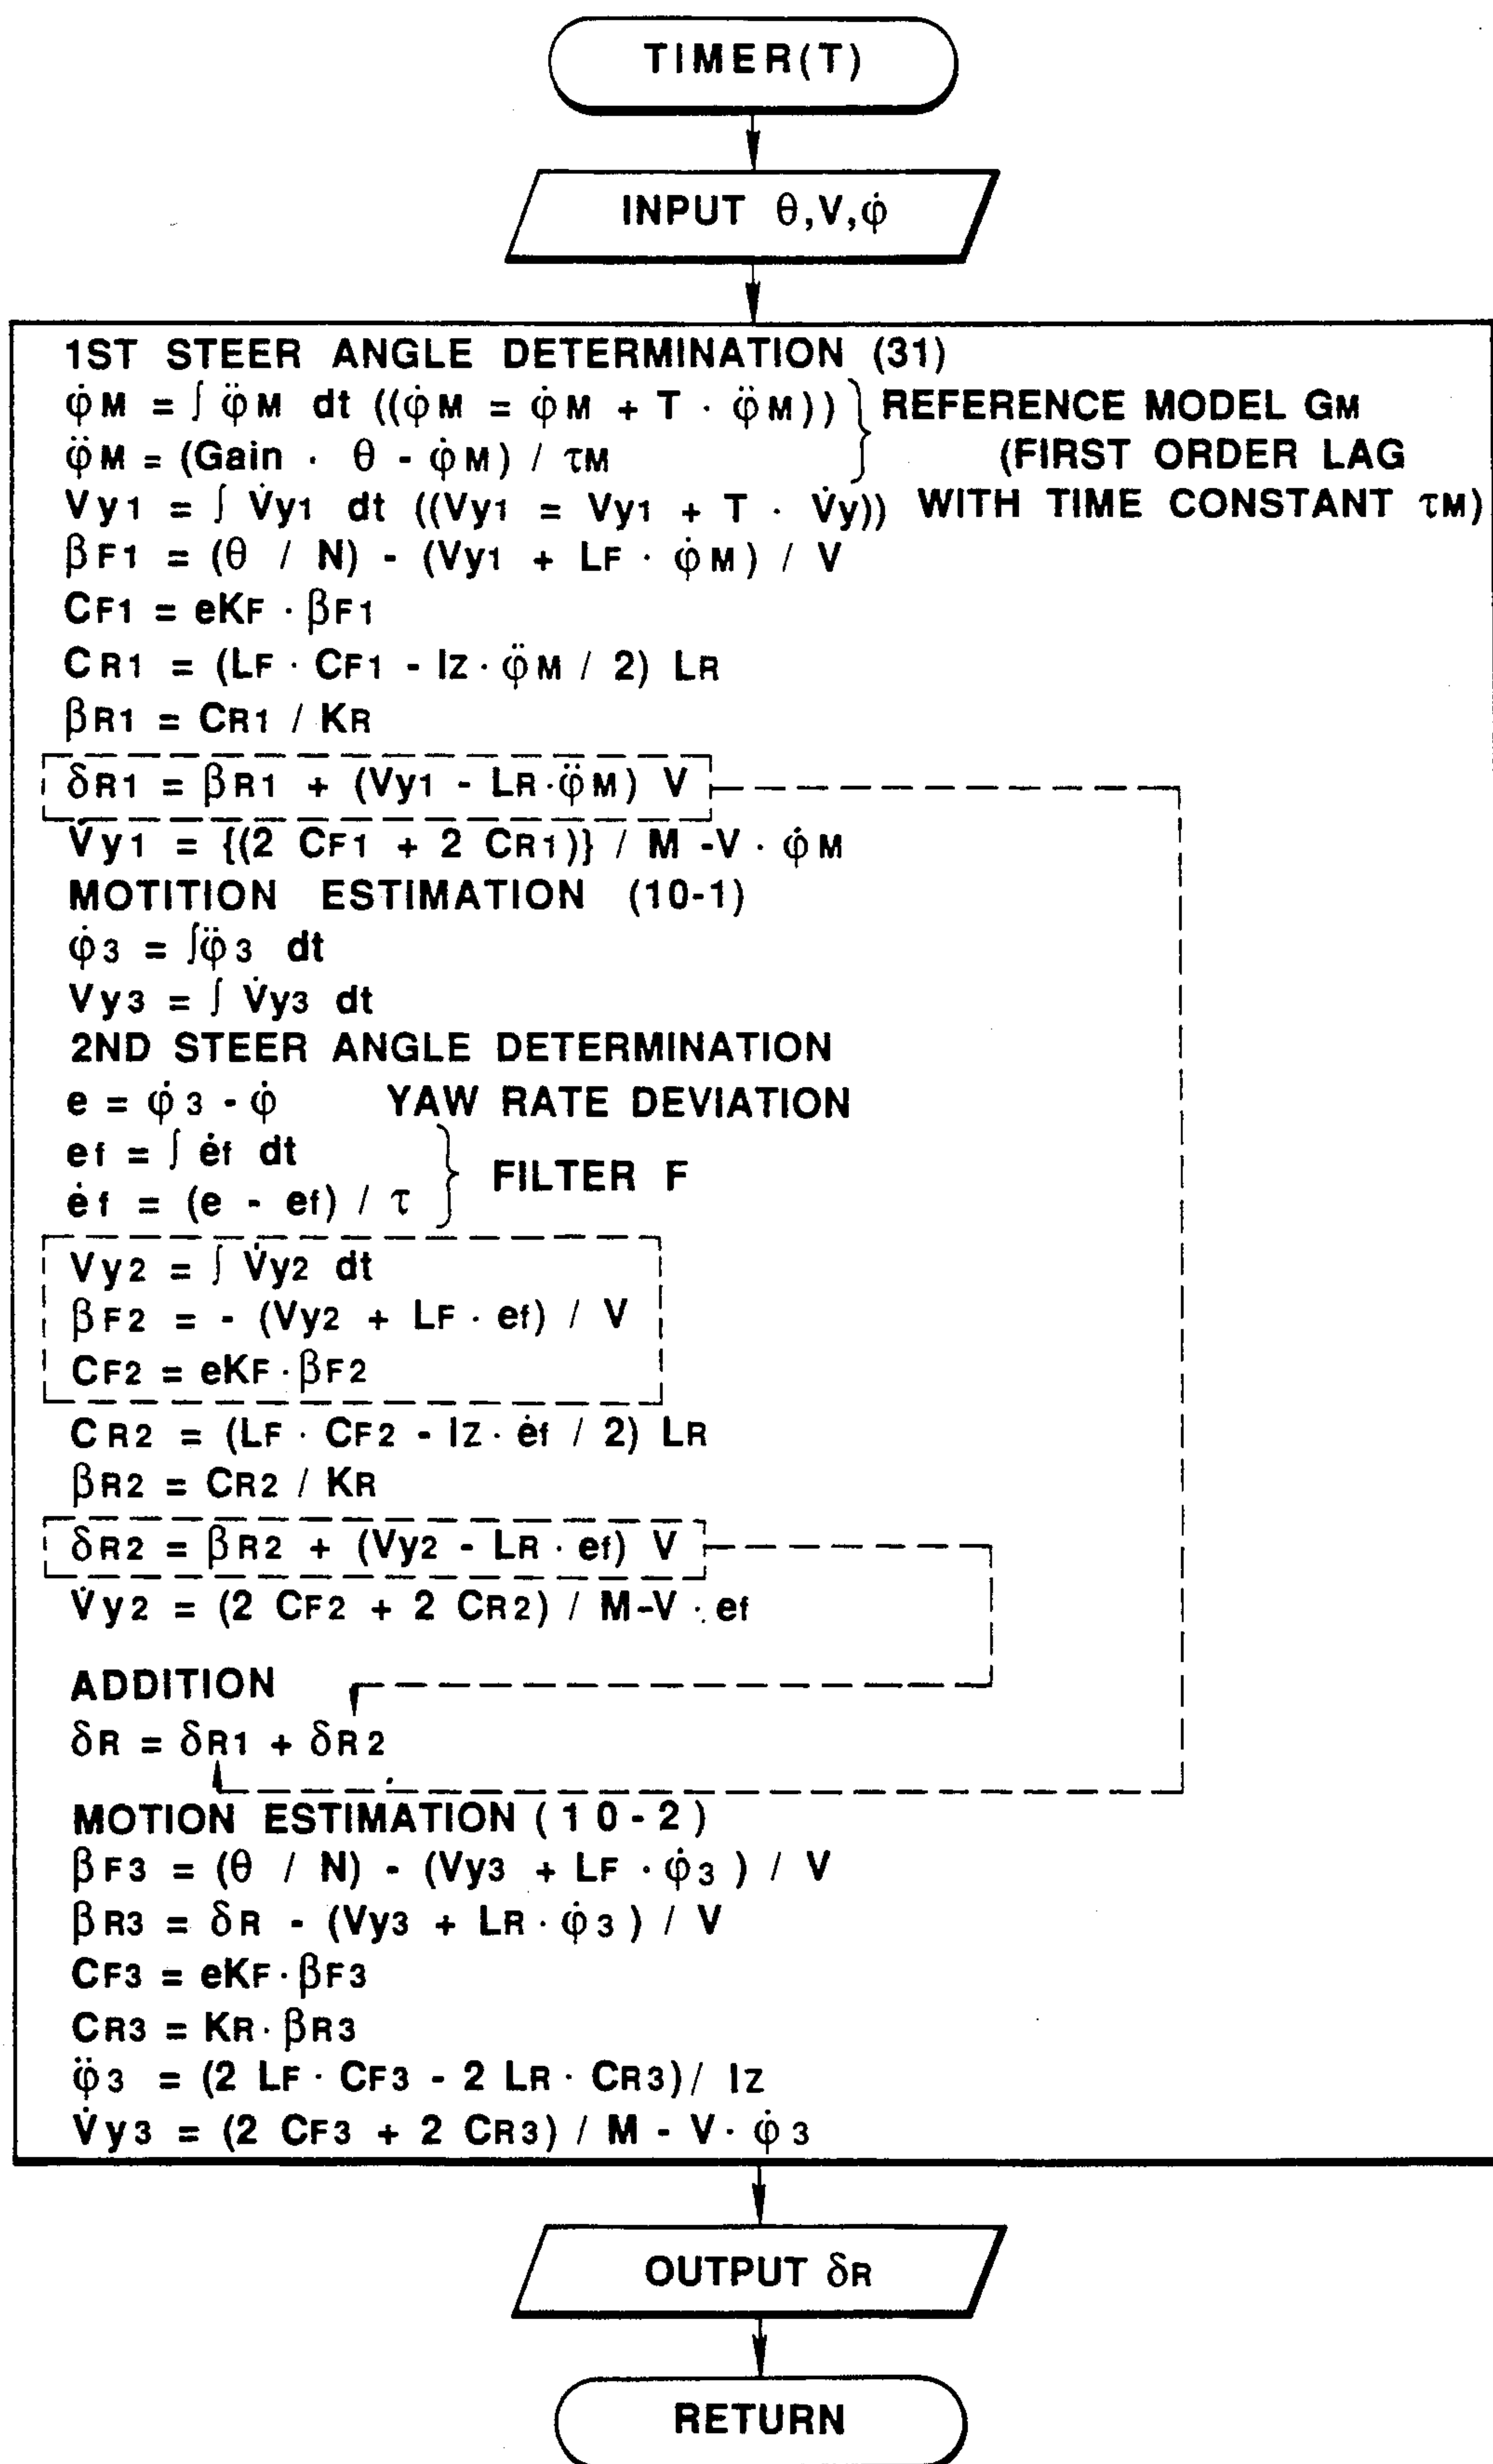 TIMER(T)
INPUT θ,V,φ̇
1ST STEER ANGLE DETERMINATION (31)
φ̇M = ∫ φ̈M dt ((φ̇M = φ̇M + T · φ̈M)) } REFERENCE MODEL GM
φ̈M = (Gain · θ - φ̇M) / τM (FIRST ORDER LAG
Vy1 = ∫ V̇y1 dt ((Vy1 = Vy1 + T · V̇y)) WITH TIME CONSTANT τM)
βF1 = (θ / N) - (Vy1 + LF · φ̇M) / V
CF1 = eKF · βF1
CR1 = (LF · CF1 - IZ · φ̈M / 2) LR
βR1 = CR1 / KR
δR1 = βR1 + (Vy1 - LR·φ̈M) V
V̇y1 = {(2 CF1 + 2 CR1)} / M -V · φ̇M
MOTITION ESTIMATION (10-1)
φ̇3 = ∫φ̈3 dt
Vy3 = ∫ V̇y3 dt
2ND STEER ANGLE DETERMINATION
e = φ̇3 - φ̇ YAW RATE DEVIATION
ef = ∫ ėf dt
ėf = (e - ef) / τ } FILTER F
Vy2 = ∫ V̇y2 dt
βF2 = - (Vy2 + LF · ef) / V
CF2 = eKF · βF2
CR2 = (LF · CF2 - IZ · ėf / 2) LR
βR2 = CR2 / KR
δR2 = βR2 + (Vy2 - LR · ef) V
V̇y2 = (2 CF2 + 2 CR2) / M-V · ef
ADDITION
δR = δR1 + δR2
MOTION ESTIMATION (10-2)
βF3 = (θ / N) - (Vy3 + LF · φ̇3 ) / V
βR3 = δR - (Vy3 + LR · φ̇3 ) / V
CF3 = eKF · βF3
CR3 = KR · βR3
φ̈3 = (2 LF · CF3 - 2 LR · CR3)/ IZ
V̇y3 = (2 CF3 + 2 CR3) / M - V · φ̇3
OUTPUT δR
RETURN